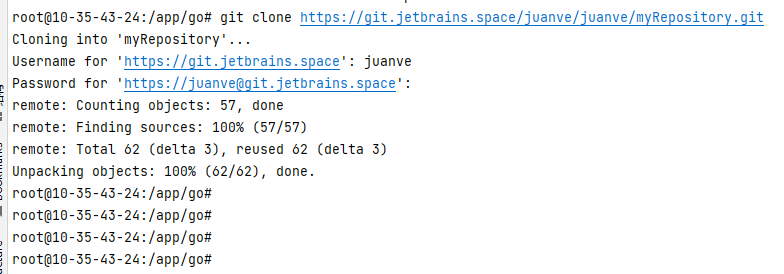 root@10-35-43-24:/app/go# git clone https://git.jetbrains.space/juanve/juanve/myRepository.git
Cloning into 'myRepository'...
Username for 'https://git.jetbrains.space': juanve
Password for 'https://juanve@git.jetbrains.space':
remote: Counting objects: 57, done
remote: Finding sources: 100% (57/57)
remote: Total 62 (delta 3), reused 62 (delta 3)
Unpacking objects: 100% (62/62), done.
root@10-35-43-24:/app/go#
root@10-35-43-24:/app/go#
root@10-35-43-24:/app/go#
root@10-35-43-24:/app/go#